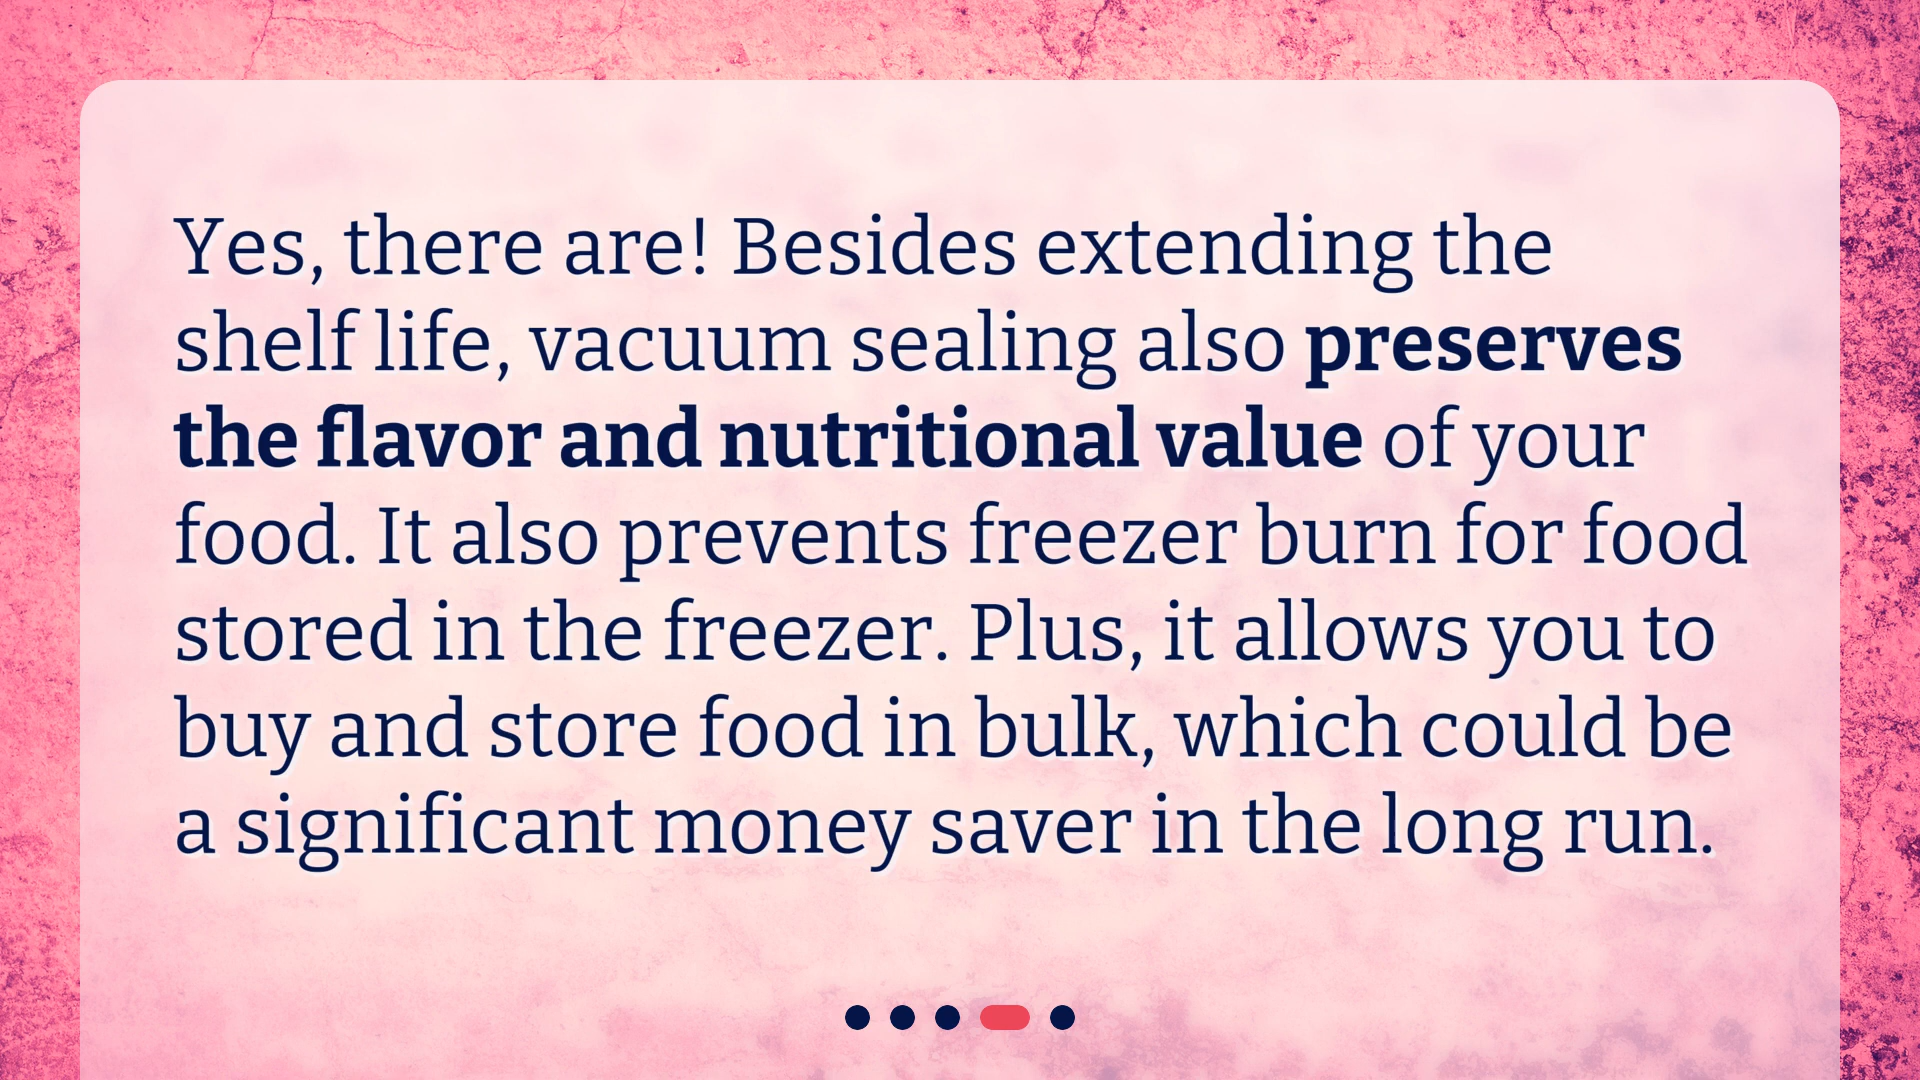 Yes, there are! Besides extending the
shelf life, vacuum sealing also preserves
the flavor and nutritional value of your
food. It also prevents freezer burn for food
stored in the freezer. Plus, it allows you to
buy and store food in bulk, which could be
a significant money saver in the long run.